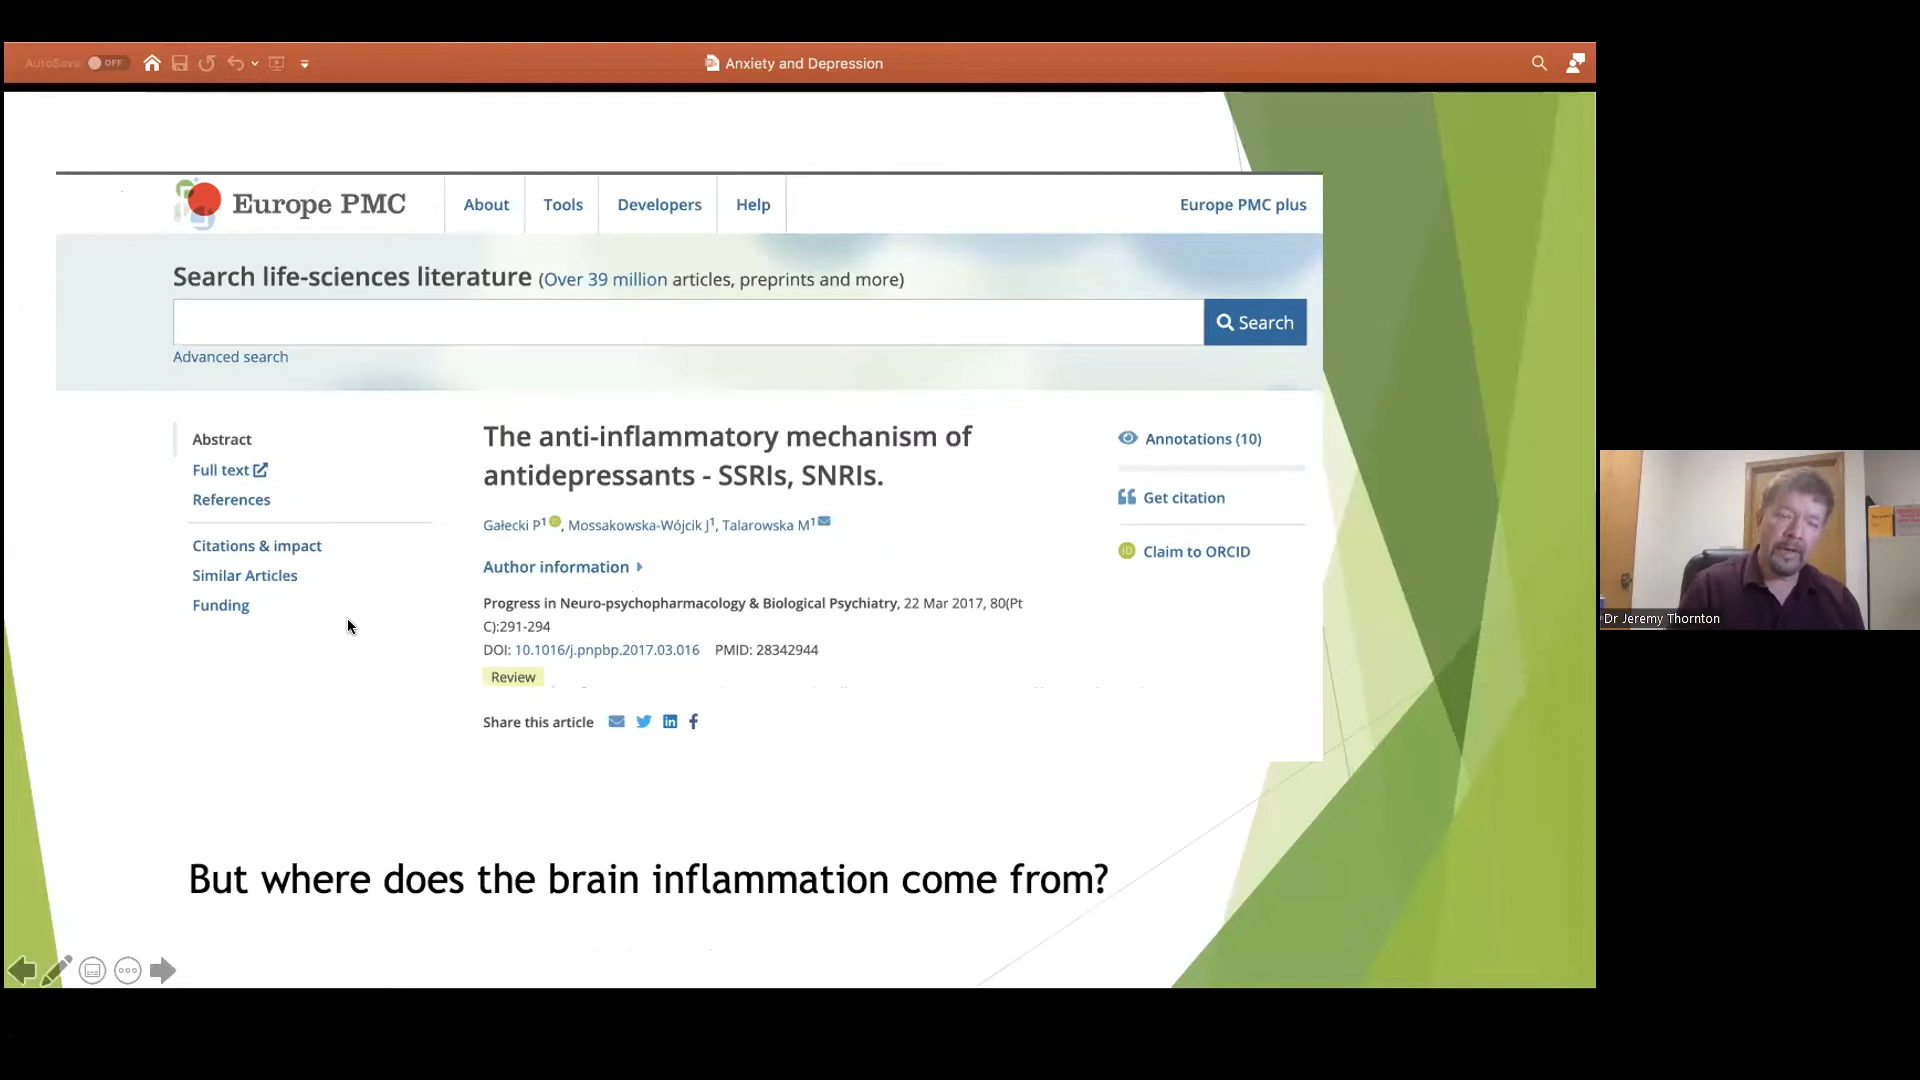 AutoSave OFF Anxiety and Depression
Europe PMC About Tools Developers Help Europe PMC plus
Search life-sciences literature (Over 39 million articles, preprints and more)
Search
Advanced search
Abstract
Full text
References
Citations & impact
Similar Articles
Funding
The anti-inflammatory mechanism of
antidepressants - SSRIs, SNRIs.
Gałecki P1 iD, Mossakowska-Wójcik J1, Talarowska M1
Author information
Progress in Neuro-psychopharmacology & Biological Psychiatry, 22 Mar 2017, 80(Pt
C):291-294
DOI: 10.1016/j.pnpbp.2017.03.016 PMID: 28342944
Review
Share this article
Annotations (10)
Get citation
iD Claim to ORCID
But where does the brain inflammation come from?
Dr Jeremy Thornton